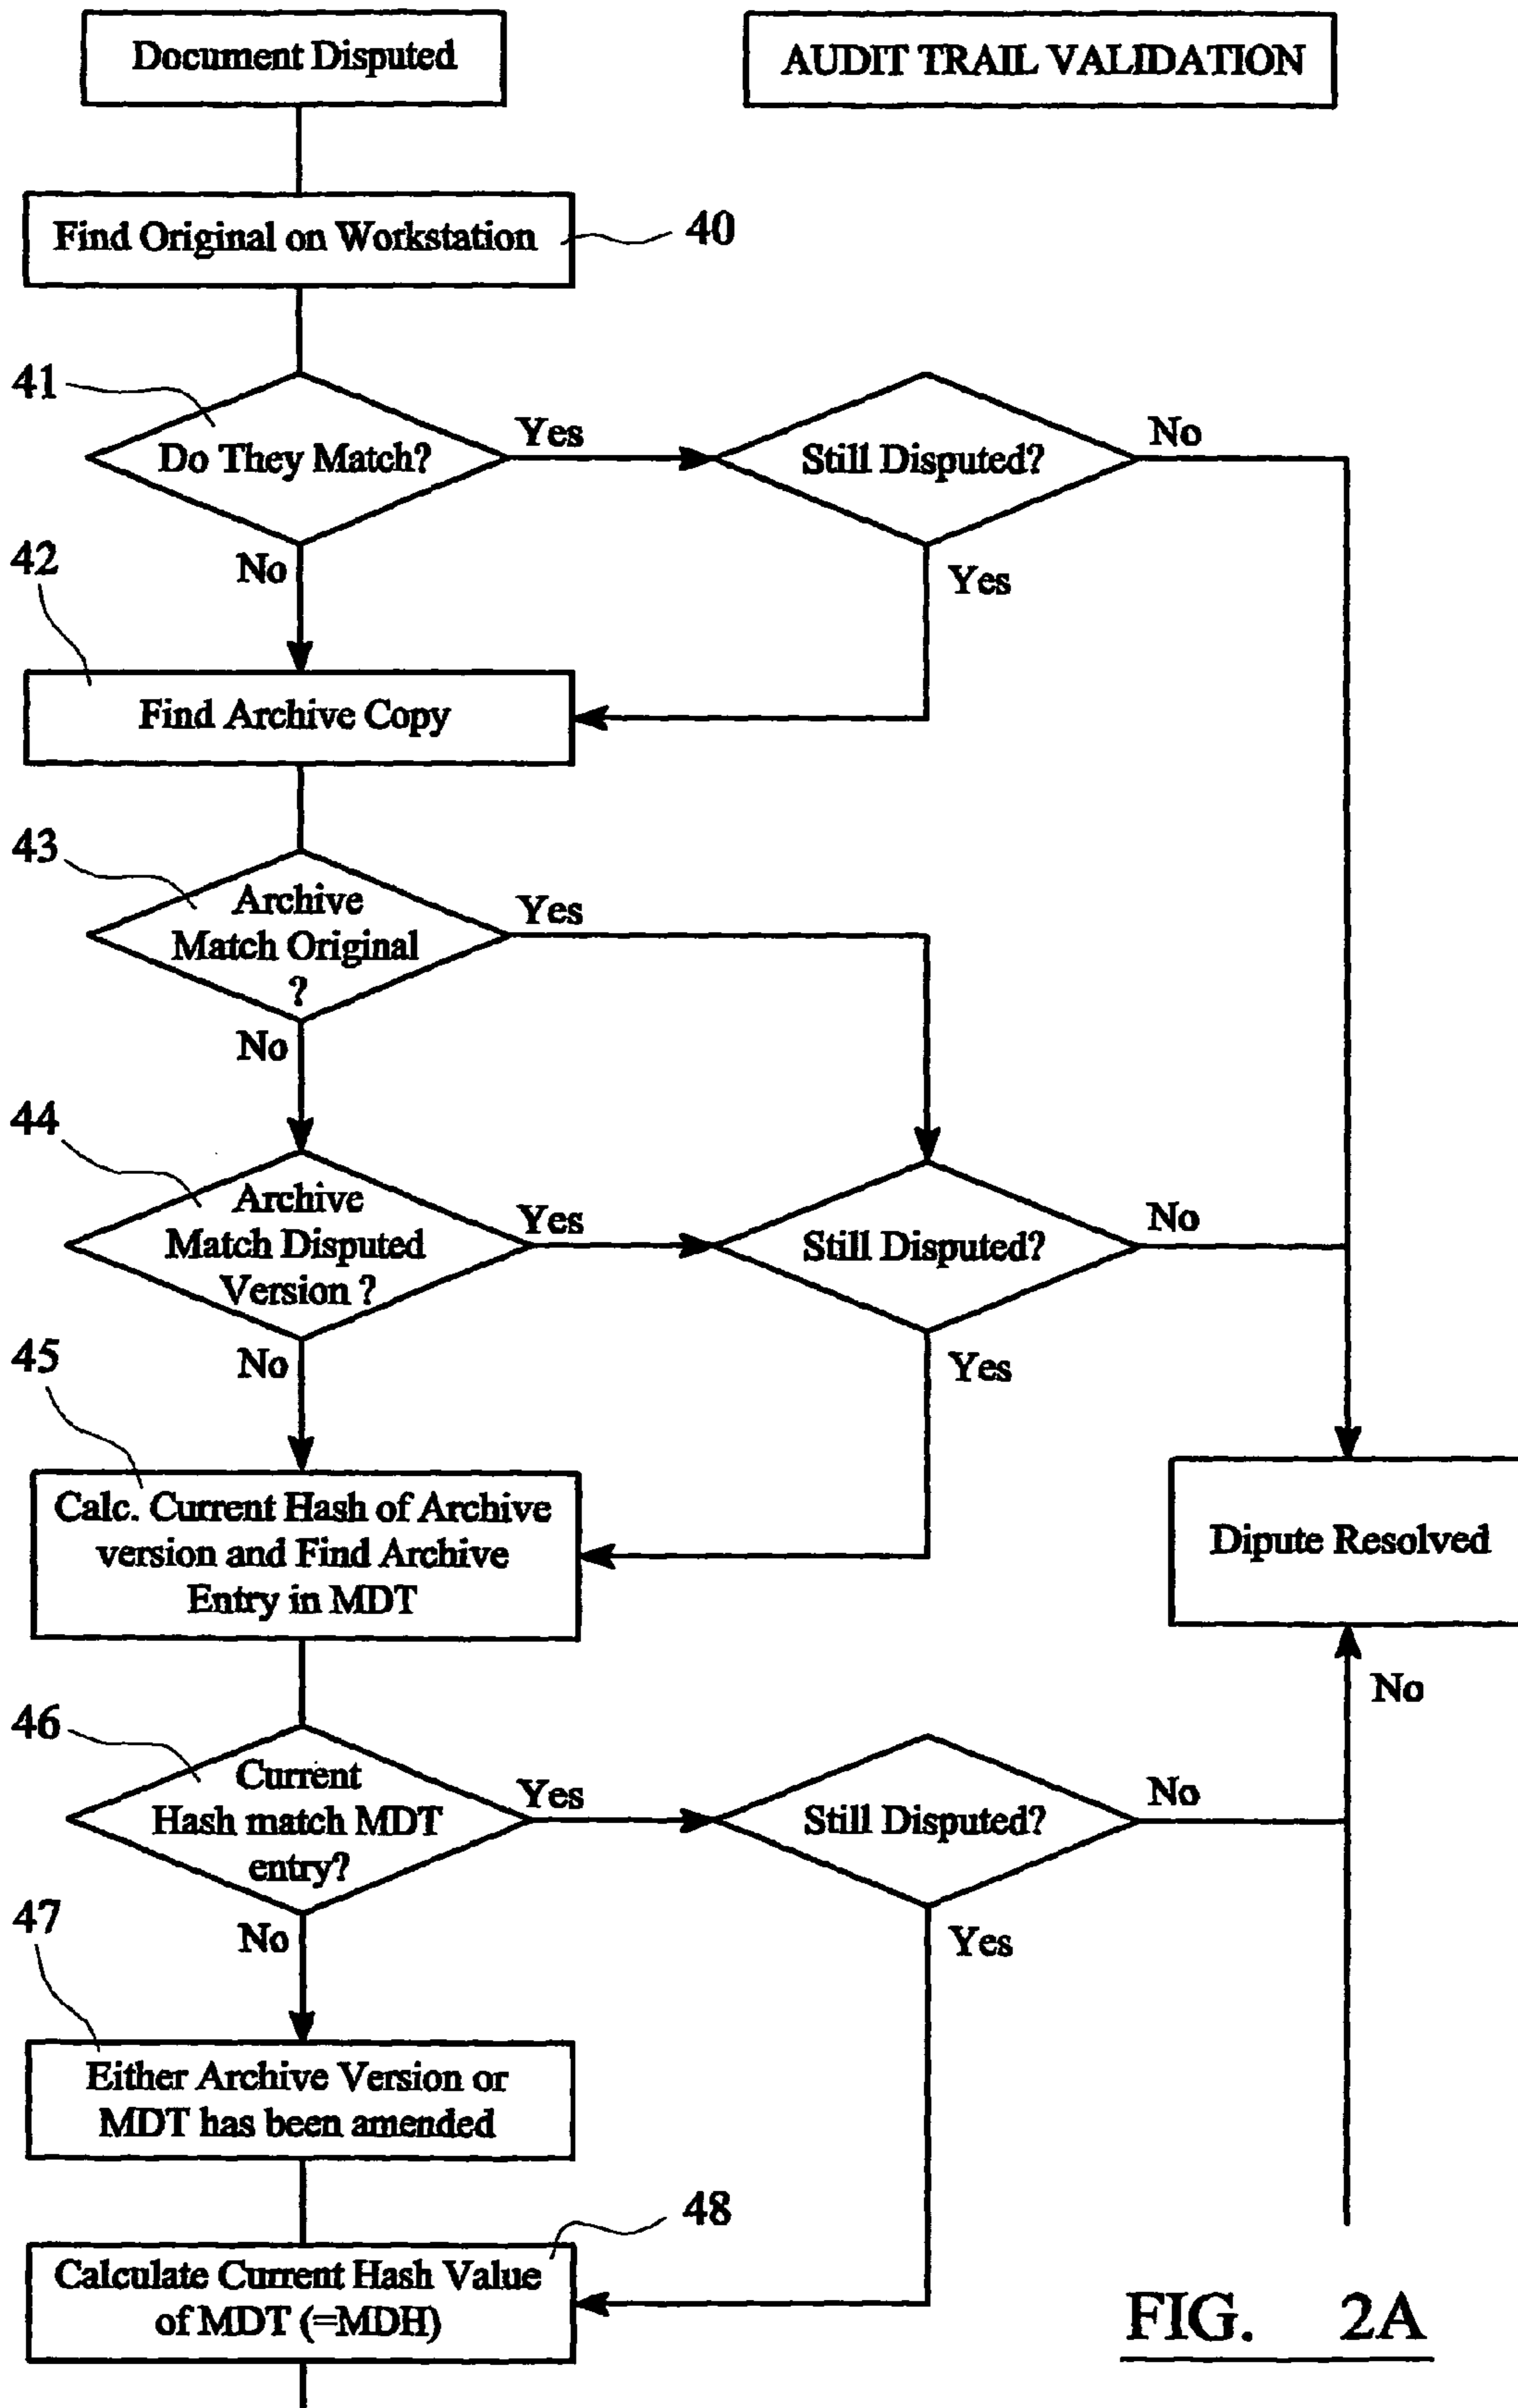 Document Disputed
AUDIT TRAIL VALIDATION
Find Original on Workstation
40
41
Do They Match?
Yes
Still Disputed?
No
No
Yes
42
Find Archive Copy
43
Archive
Match Original
?
Yes
No
44
Archive
Match Disputed
Version ?
Yes
Still Disputed?
No
No
Yes
45
Calc. Current Hash of Archive
version and Find Archive
Entry in MDT
Dipute Resolved
No
46
Current
Hash match MDT
entry?
Yes
Still Disputed?
No
No
Yes
47
Either Archive Version or
MDT has been amended
48
Calculate Current Hash Value
of MDT (=MDH)
FIG. 2A